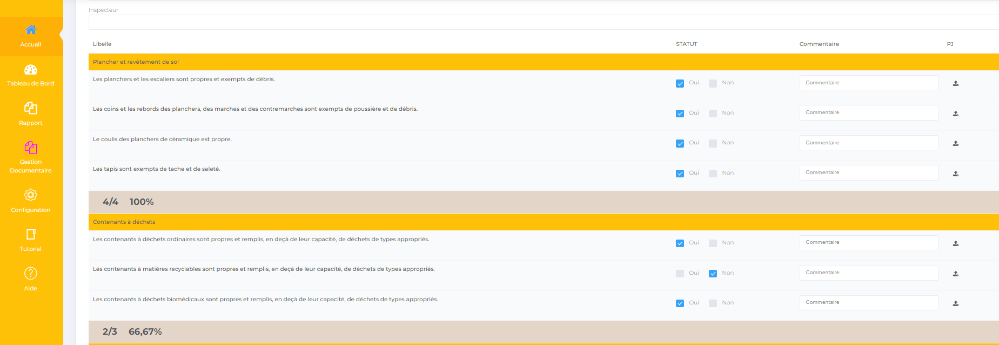 Accueil
Tableau de Bord
Rapport
Gestion
Documentaire
Configuration
Tutorial
Aide
Inspecteur
Libelle STATUT Commentaire PJ
Plancher et revêtement de sol
Les planchers et les escaliers sont propres et exempts de débris. Oui Non Commentaire
Les coins et les rebords des planchers, des marches et des contremarches sont exempts de poussière et de débris. Oui Non Commentaire
Le coulis des planchers de céramique est propre. Oui Non Commentaire
Les tapis sont exempts de tache et de saleté. Oui Non Commentaire
4/4 100%
Contenants à déchets
Les contenants à déchets ordinaires sont propres et remplis, en deçà de leur capacité, de déchets de types appropriés. Oui Non Commentaire
Les contenants à matières recyclables sont propres et remplis, en deçà de leur capacité, de déchets de types appropriés. Oui Non Commentaire
Les contenants à déchets biomédicaux sont propres et remplis, en deçà de leur capacité, de déchets de types appropriés. Oui Non Commentaire
2/3 66,67%